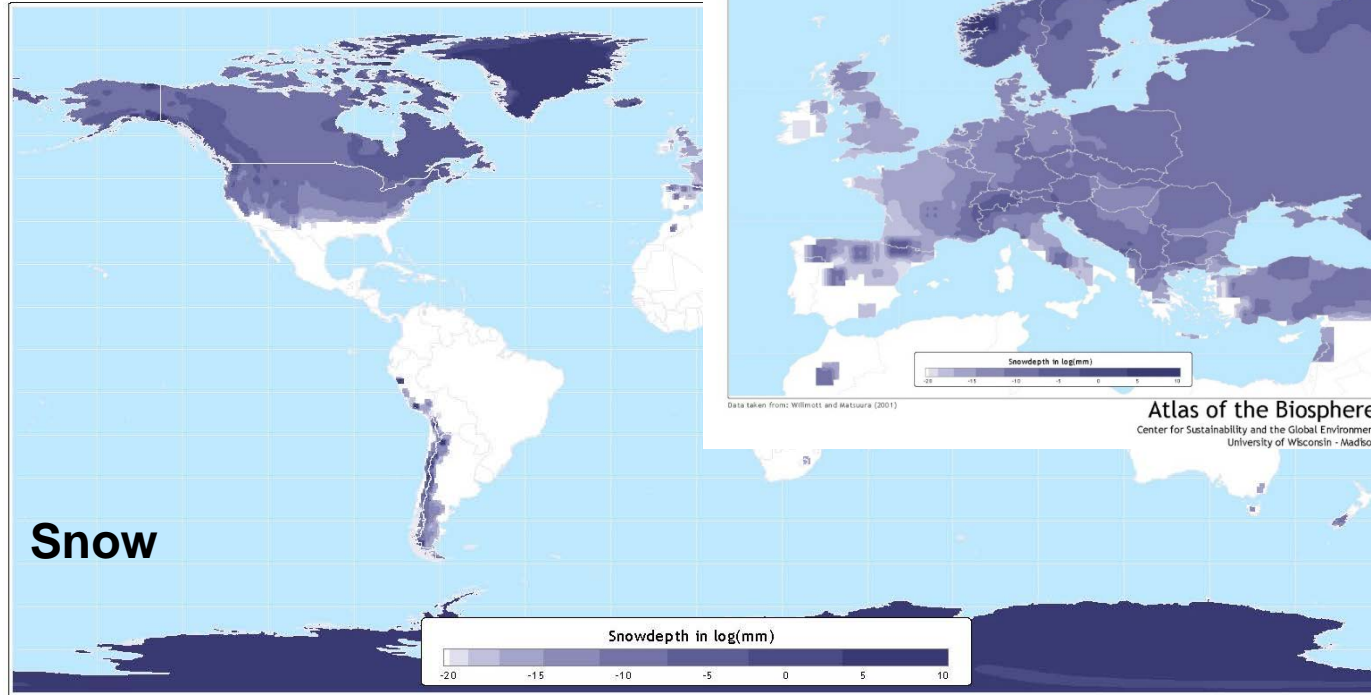 Snowdepth in log(mm)
-20 -15 -10 -5 0 5 10
Data taken from: Willmott and Matsuura (2001)
Atlas of the Biosphere
Center for Sustainability and the Global Environmen
University of Wisconsin - Madiso
Snow
Snowdepth in log(mm)
-20 -15 -10 -5 0 5 10